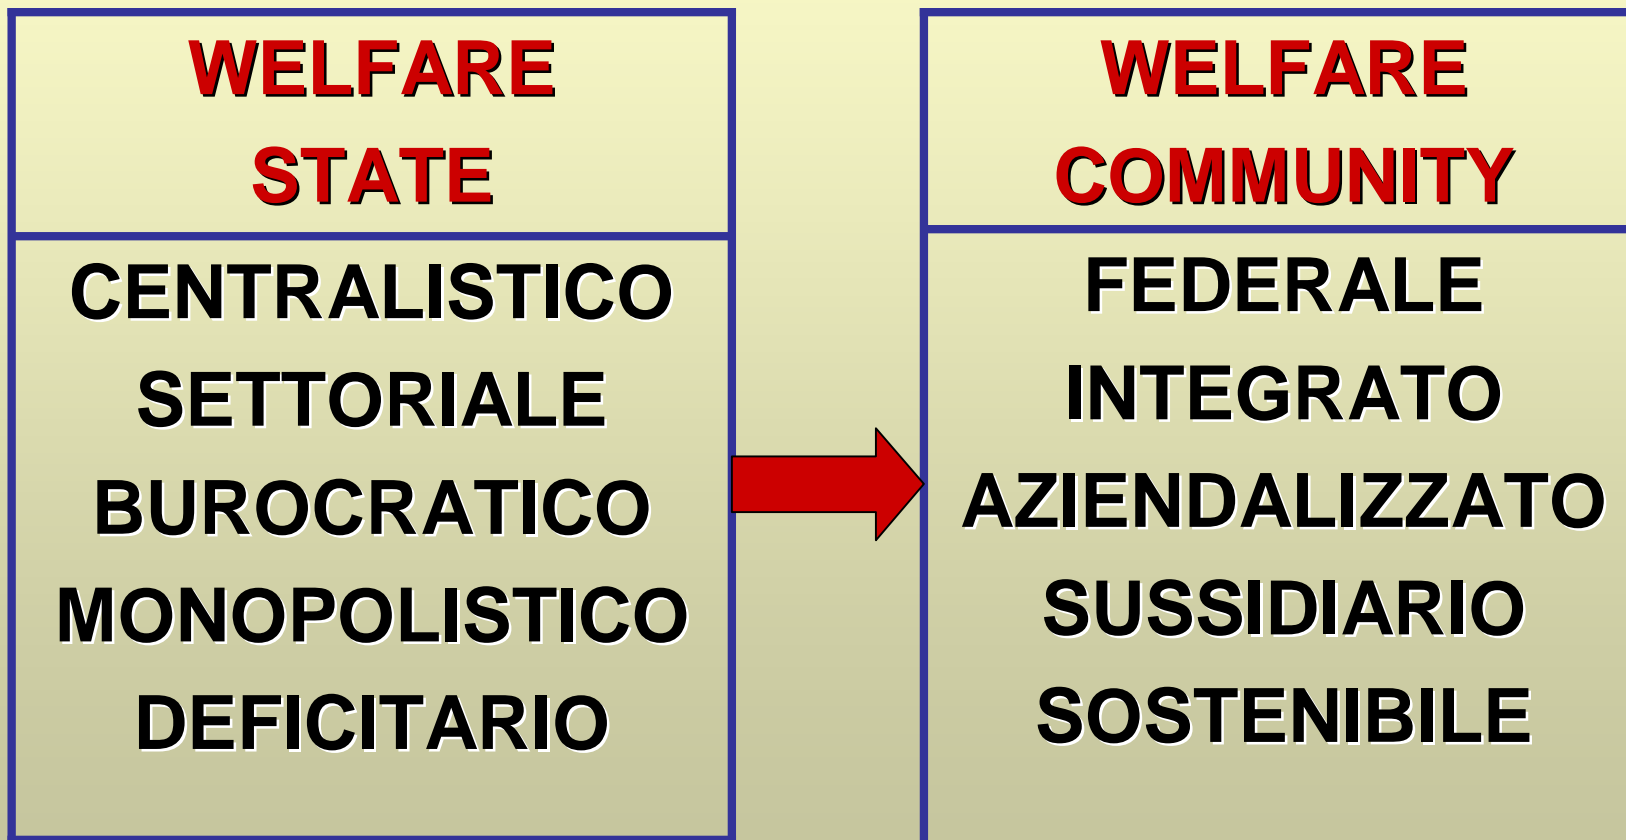 WELFARE
STATE
CENTRALISTICO
SETTORIALE
BUROCRATICO
MONOPOLISTICO
DEFICITARIO
WELFARE
COMMUNITY
FEDERALE
INTEGRATO
AZIENDALIZZATO
SUSSIDIARIO
SOSTENIBILE